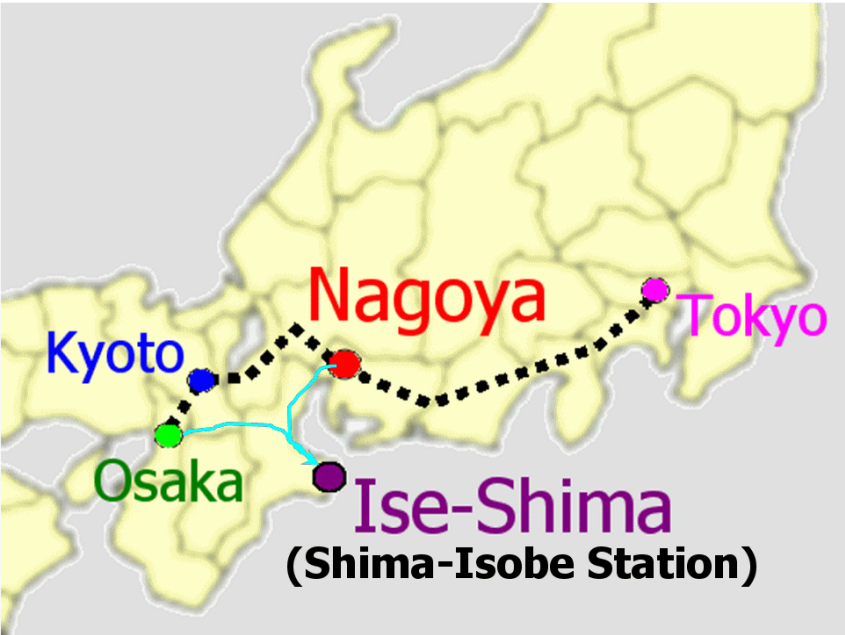 Nagoya
Tokyo
Kyoto
Osaka
Ise-Shima
(Shima-Isobe Station)